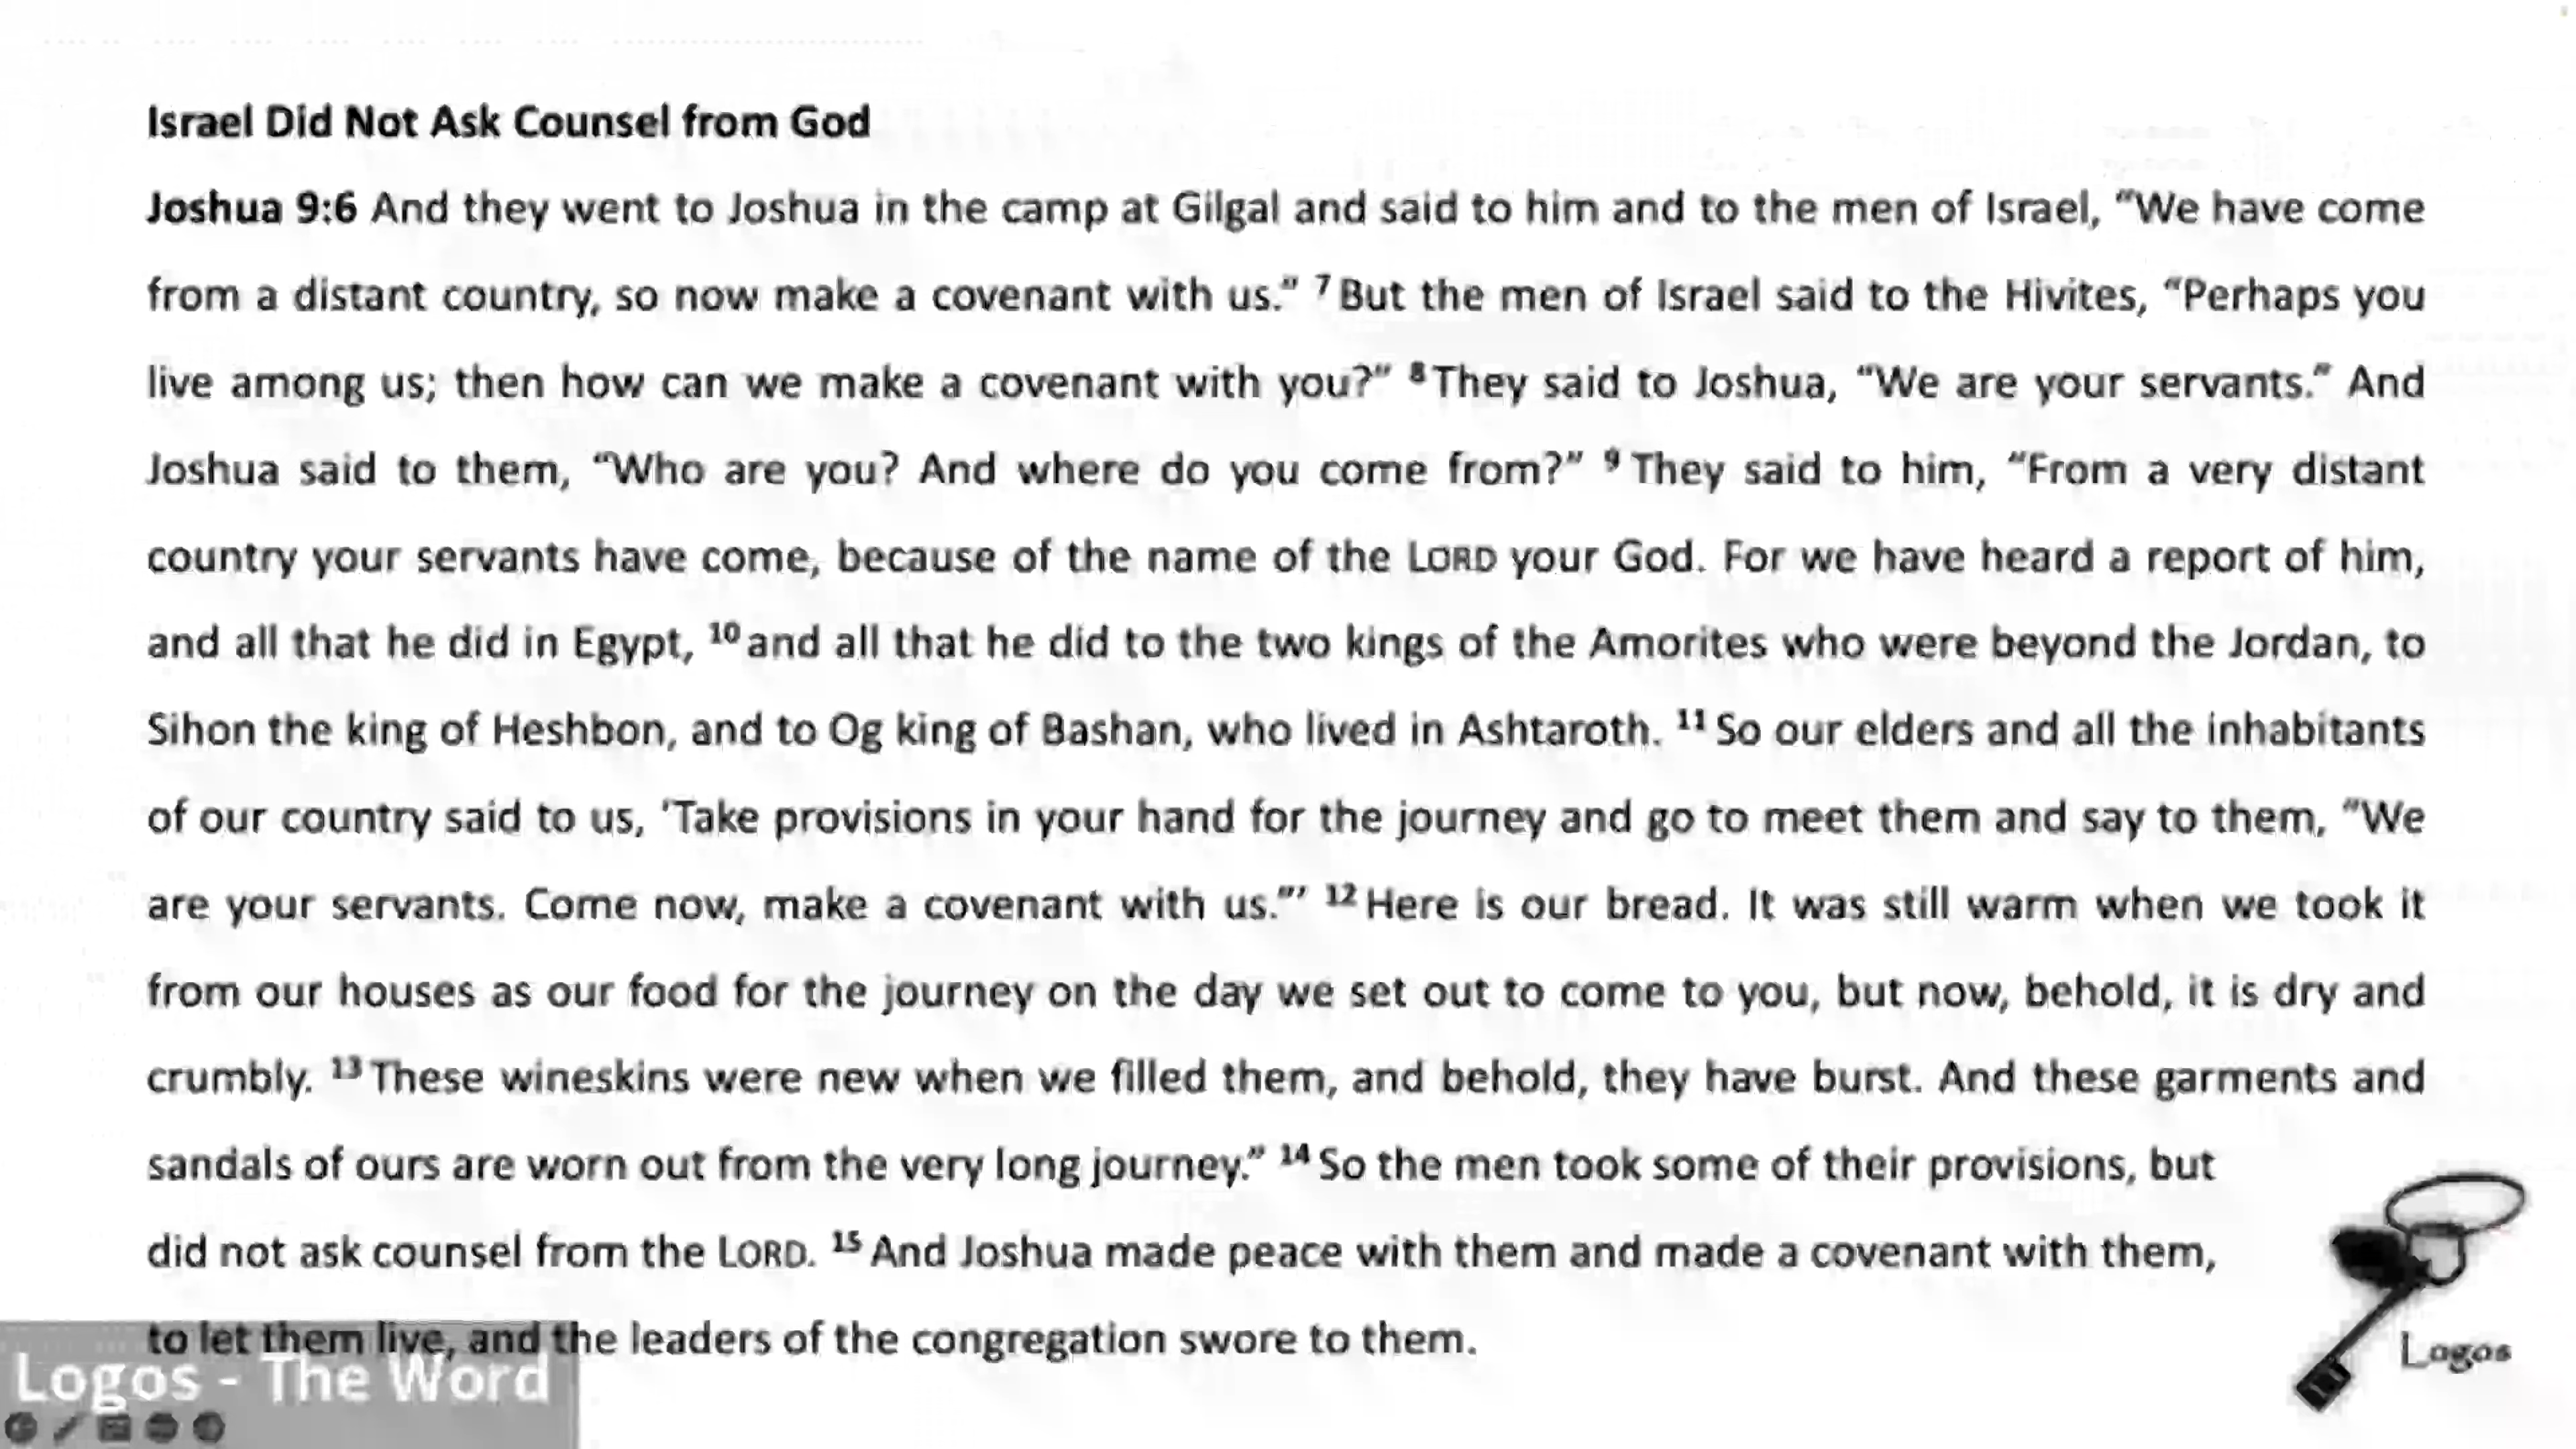 Israel Did Not Ask Counsel from God
Joshua 9:6 And they went to Joshua in the camp at Gilgal and said to him and to the men of Israel, “We have come
from a distant country, so now make a covenant with us.” ⁷ But the men of Israel said to the Hivites, “Perhaps you
live among us; then how can we make a covenant with you?” ⁸ They said to Joshua, “We are your servants.” And
Joshua said to them, “Who are you? And where do you come from?” ⁹ They said to him, “From a very distant
country your servants have come, because of the name of the LORD your God. For we have heard a report of him,
and all that he did in Egypt, ¹⁰ and all that he did to the two kings of the Amorites who were beyond the Jordan, to
Sihon the king of Heshbon, and to Og king of Bashan, who lived in Ashtaroth. ¹¹ So our elders and all the inhabitants
of our country said to us, ‘Take provisions in your hand for the journey and go to meet them and say to them, “We
are your servants. Come now, make a covenant with us.”’ ¹² Here is our bread. It was still warm when we took it
from our houses as our food for the journey on the day we set out to come to you, but now, behold, it is dry and
crumbly. ¹³ These wineskins were new when we filled them, and behold, they have burst. And these garments and
sandals of ours are worn out from the very long journey.” ¹⁴ So the men took some of their provisions, but
did not ask counsel from the LORD. ¹⁵ And Joshua made peace with them and made a covenant with them,
to let them live, and the leaders of the congregation swore to them.
Logos
Logos - The Word